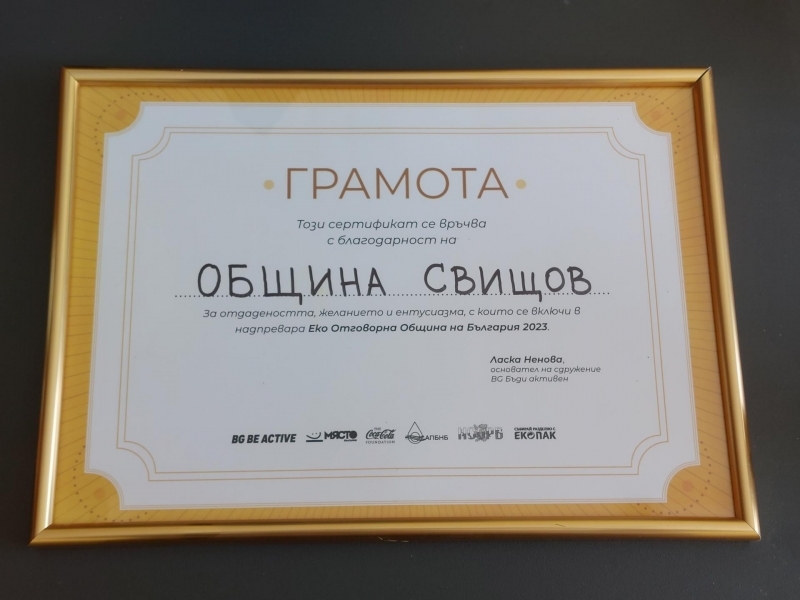 • ГРАМОТА •
Този сертификат се връчва
с благодарност на
ОБЩИНА СВИЩОВ
За отдадеността, желанието и ентусиазма, с които се включи в
надпревара Еко Отговорна Община на България 2023.
Ласка Ненова,
основател на сдружение
BG Бъди активен
BG BE ACTIVE МЯСТО Coca-Cola FOUNDATION АПБНБ ЕКОПАК